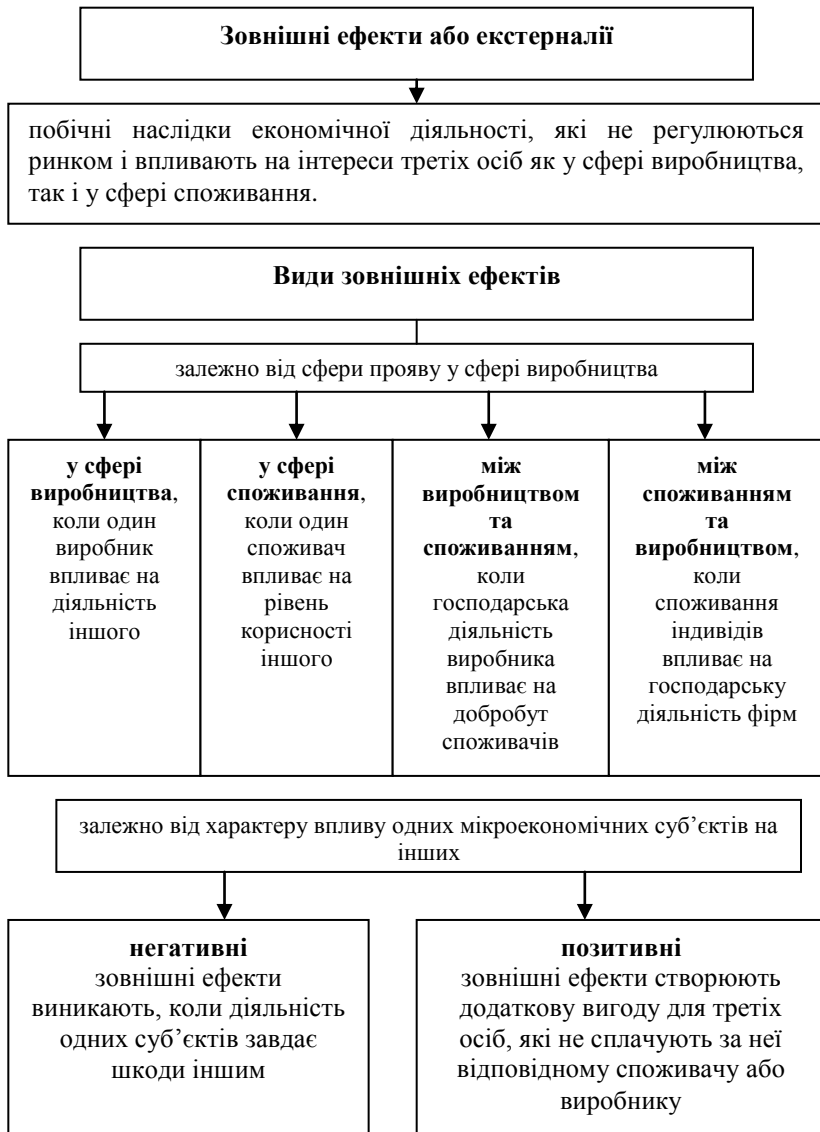 Зовнішні ефекти або екстерналії
побічні наслідки економічної діяльності, які не регулюються
ринком і впливають на інтереси третіх осіб як у сфері виробництва,
так і у сфері споживання.
Види зовнішніх ефектів
залежно від сфери прояву у сфері виробництва
у сфері
виробництва,
коли один
виробник
впливає на
діяльність
іншого
у сфері
споживання,
коли один
споживач
впливає на
рівень
корисності
іншого
між
виробництвом
та
споживанням,
коли
господарська
діяльність
виробника
впливає на
добробут
споживачів
між
споживанням
та
виробництвом,
коли
споживання
індивідів
впливає на
господарську
діяльність фірм
залежно від характеру впливу одних мікроекономічних суб’єктів на
інших
негативні
зовнішні ефекти
виникають, коли діяльність
одних суб’єктів завдає
шкоди іншим
позитивні
зовнішні ефекти створюють
додаткову вигоду для третіх
осіб, які не сплачують за неї
відповідному споживачу або
виробнику